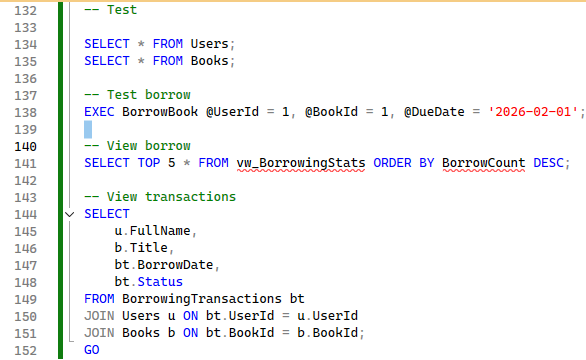 132 -- Test
133
134 SELECT * FROM Users;
135 SELECT * FROM Books;
136
137 -- Test borrow
138 EXEC BorrowBook @UserId = 1, @BookId = 1, @DueDate = '2026-02-01';
139
140 -- View borrow
141 SELECT TOP 5 * FROM vw_BorrowingStats ORDER BY BorrowCount DESC;
142
143 -- View transactions
144 SELECT
145     u.FullName,
146     b.Title,
147     bt.BorrowDate,
148     bt.Status
149 FROM BorrowingTransactions bt
150 JOIN Users u ON bt.UserId = u.UserId
151 JOIN Books b ON bt.BookId = b.BookId;
152 GO